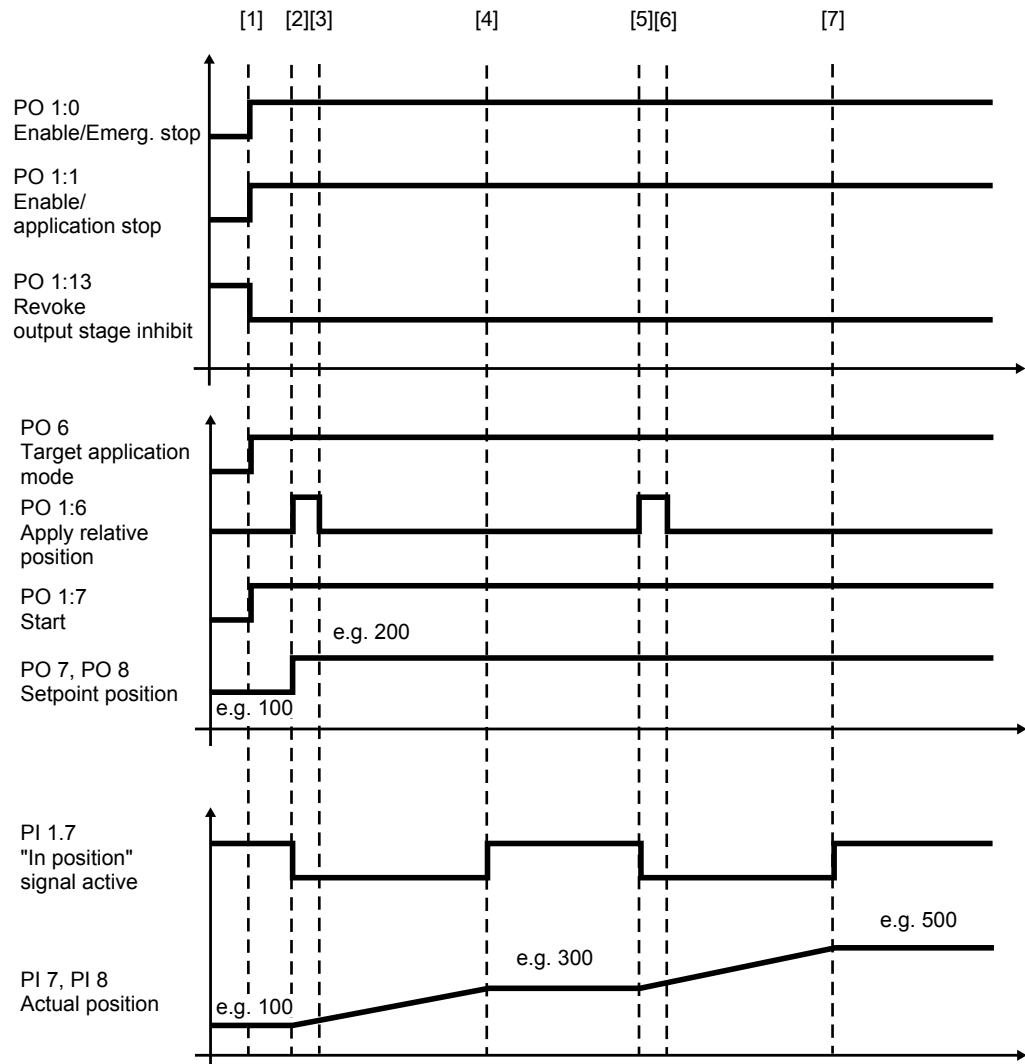 [1] [2][3] [4] [5][6] [7]
PO 1:0
Enable/Emerg. stop
PO 1:1
Enable/
application stop
PO 1:13
Revoke
output stage inhibit
PO 6
Target application
mode
PO 1:6
Apply relative
position
PO 1:7
Start
e.g. 200
PO 7, PO 8
Setpoint position
e.g. 100
PI 1.7
"In position"
signal active
e.g. 500
e.g. 300
PI 7, PI 8
Actual position
e.g. 100